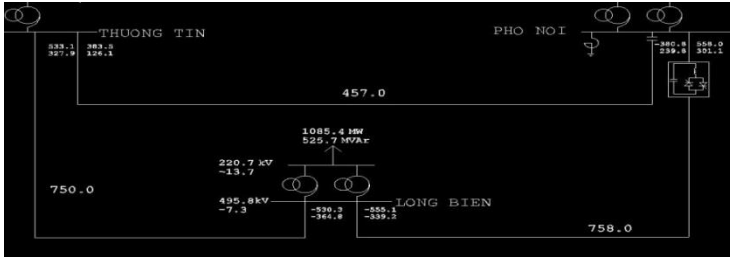 THUONG TIN
PHO NOI
533.1 383.5
327.9 126.1
-380.8 558.0
239.8 301.1
457.0
1085.4 MW
525.7 MVAr
220.7 kV
~13.7
750.0
495.8kV
-7.3
LONG BIEN
-530.3 -555.1
-364.8 -339.2
758.0